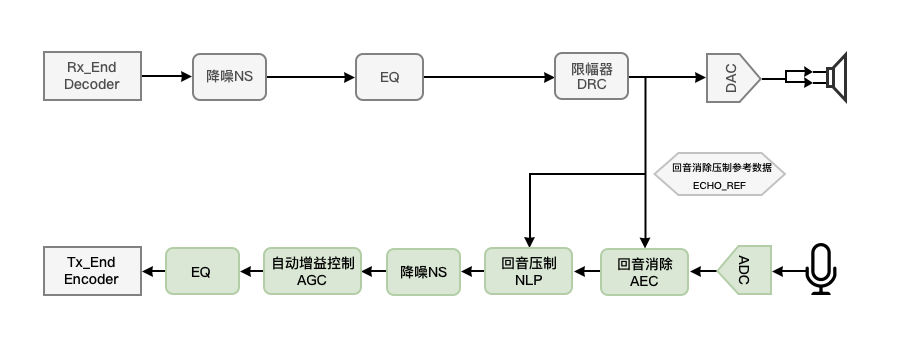 Rx_End
Decoder
降噪NS
EQ
限幅器
DRC
DAC
回音消除压制参考数据
ECHO_REF
Tx_End
Encoder
EQ
自动增益控制
AGC
降噪NS
回音压制
NLP
回音消除
AEC
ADC